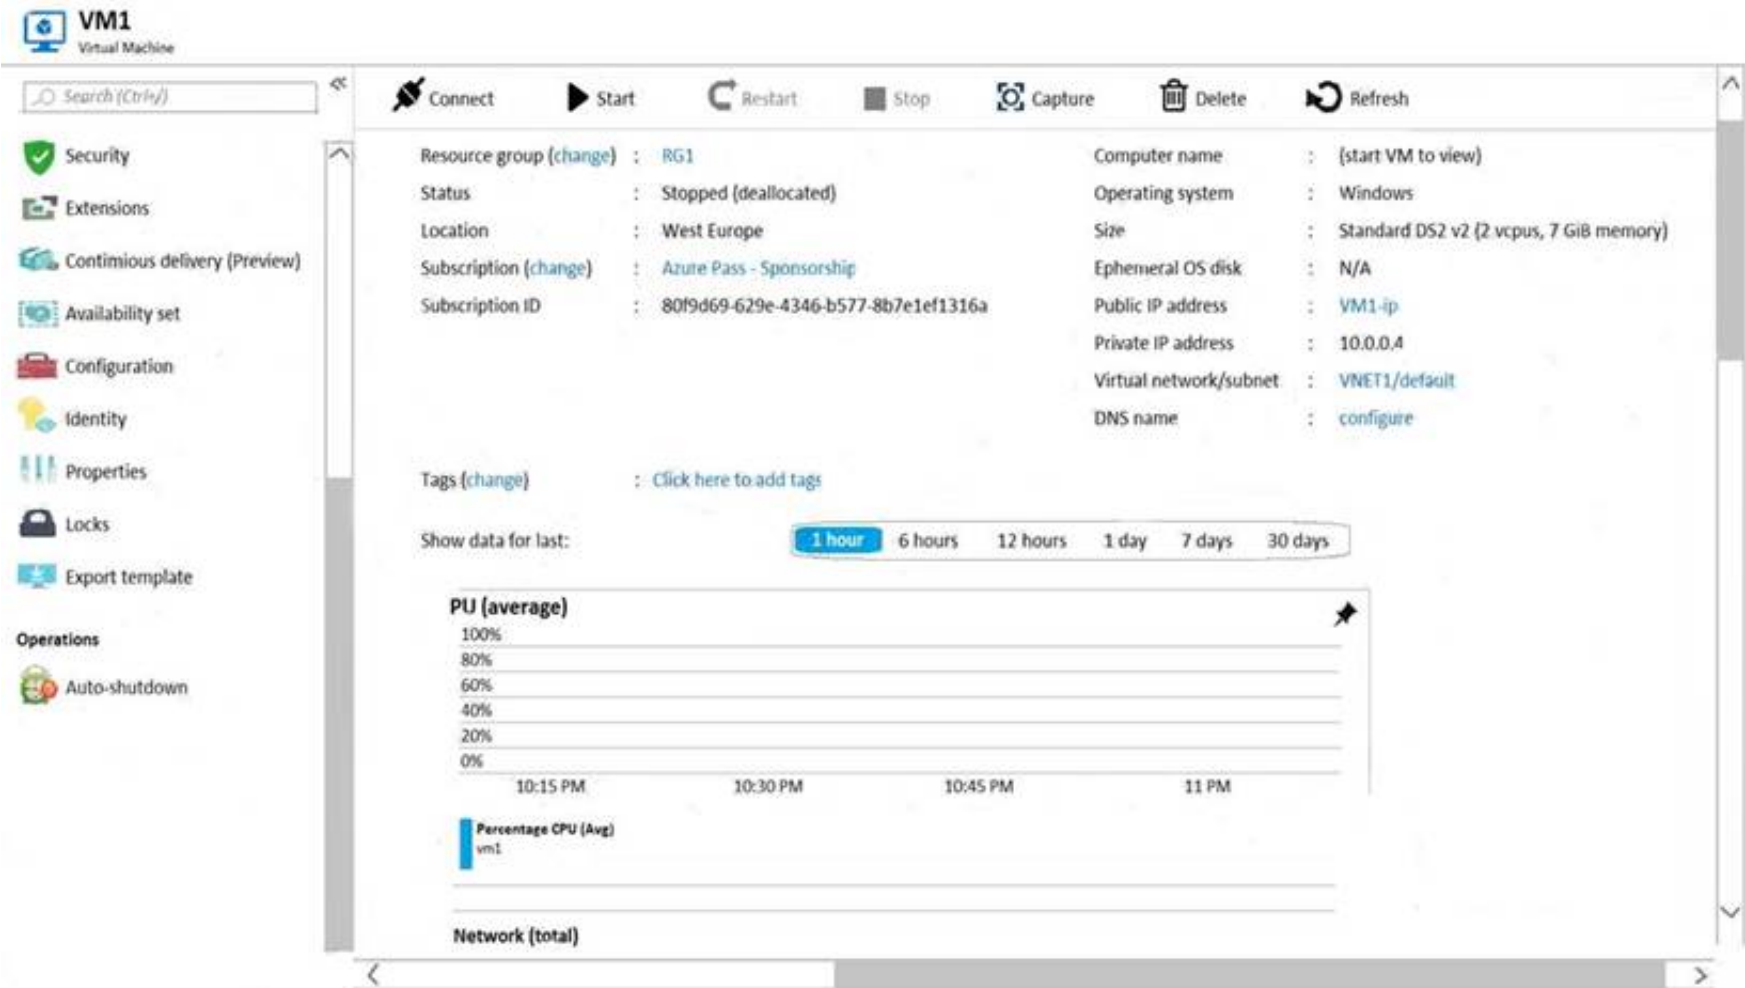 VM1
Virtual Machine
Search (Ctrl+/)
Security
Extensions
Contimious delivery (Preview)
Availability set
Configuration
Identity
Properties
Locks
Export template
Operations
Auto-shutdown
Connect Start Restart Stop Capture Delete Refresh
Resource group (change) : RG1
Status : Stopped (deallocated)
Location : West Europe
Subscription (change) : Azure Pass - Sponsorship
Subscription ID : 80f9d69-629e-4346-b577-8b7e1ef1316a
Computer name : (start VM to view)
Operating system : Windows
Size : Standard DS2 v2 (2 vcpus, 7 GiB memory)
Ephemeral OS disk : N/A
Public IP address : VM1-ip
Private IP address : 10.0.0.4
Virtual network/subnet : VNET1/default
DNS name : configure
Tags (change) : Click here to add tags
Show data for last: 1 hour 6 hours 12 hours 1 day 7 days 30 days
PU (average)
100%
80%
60%
40%
20%
0%
10:15 PM 10:30 PM 10:45 PM 11 PM
Percentage CPU (Avg)
vm1
Network (total)